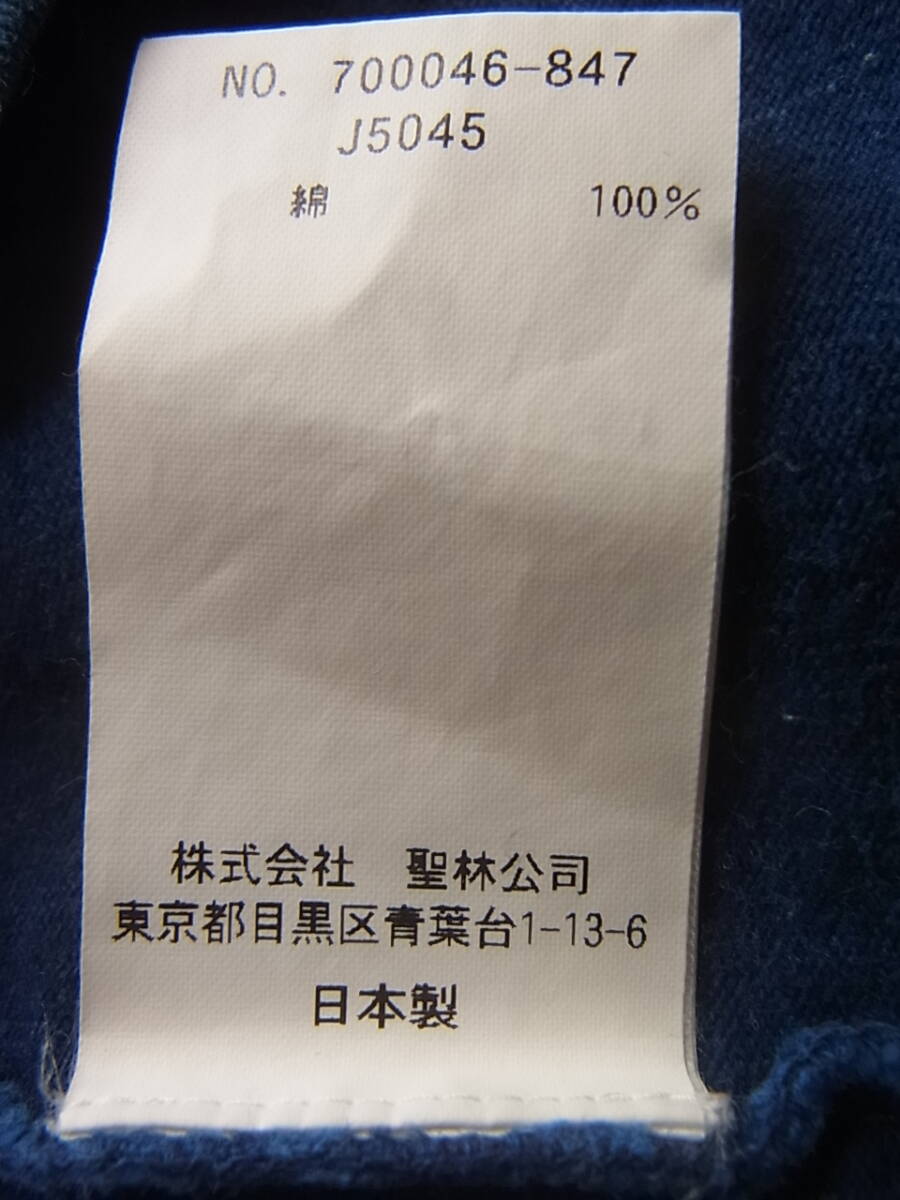 NO. 700046-847
J5045
綿 100%
株式会社 聖林公司
東京都目黒区青葉台1-13-6
日本製